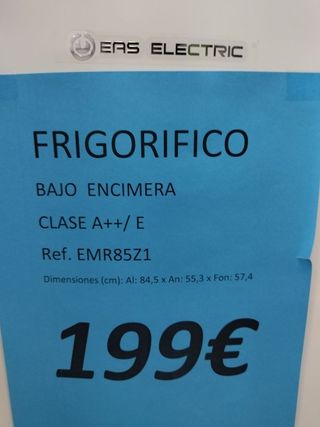 EAS ELECTRIC
FRIGORIFICO
BAJO ENCIMERA
CLASE A++/ E
Ref. EMR85Z1
Dimensiones (cm): Al: 84,5 x An: 55,3 x Fon: 57,4
199€